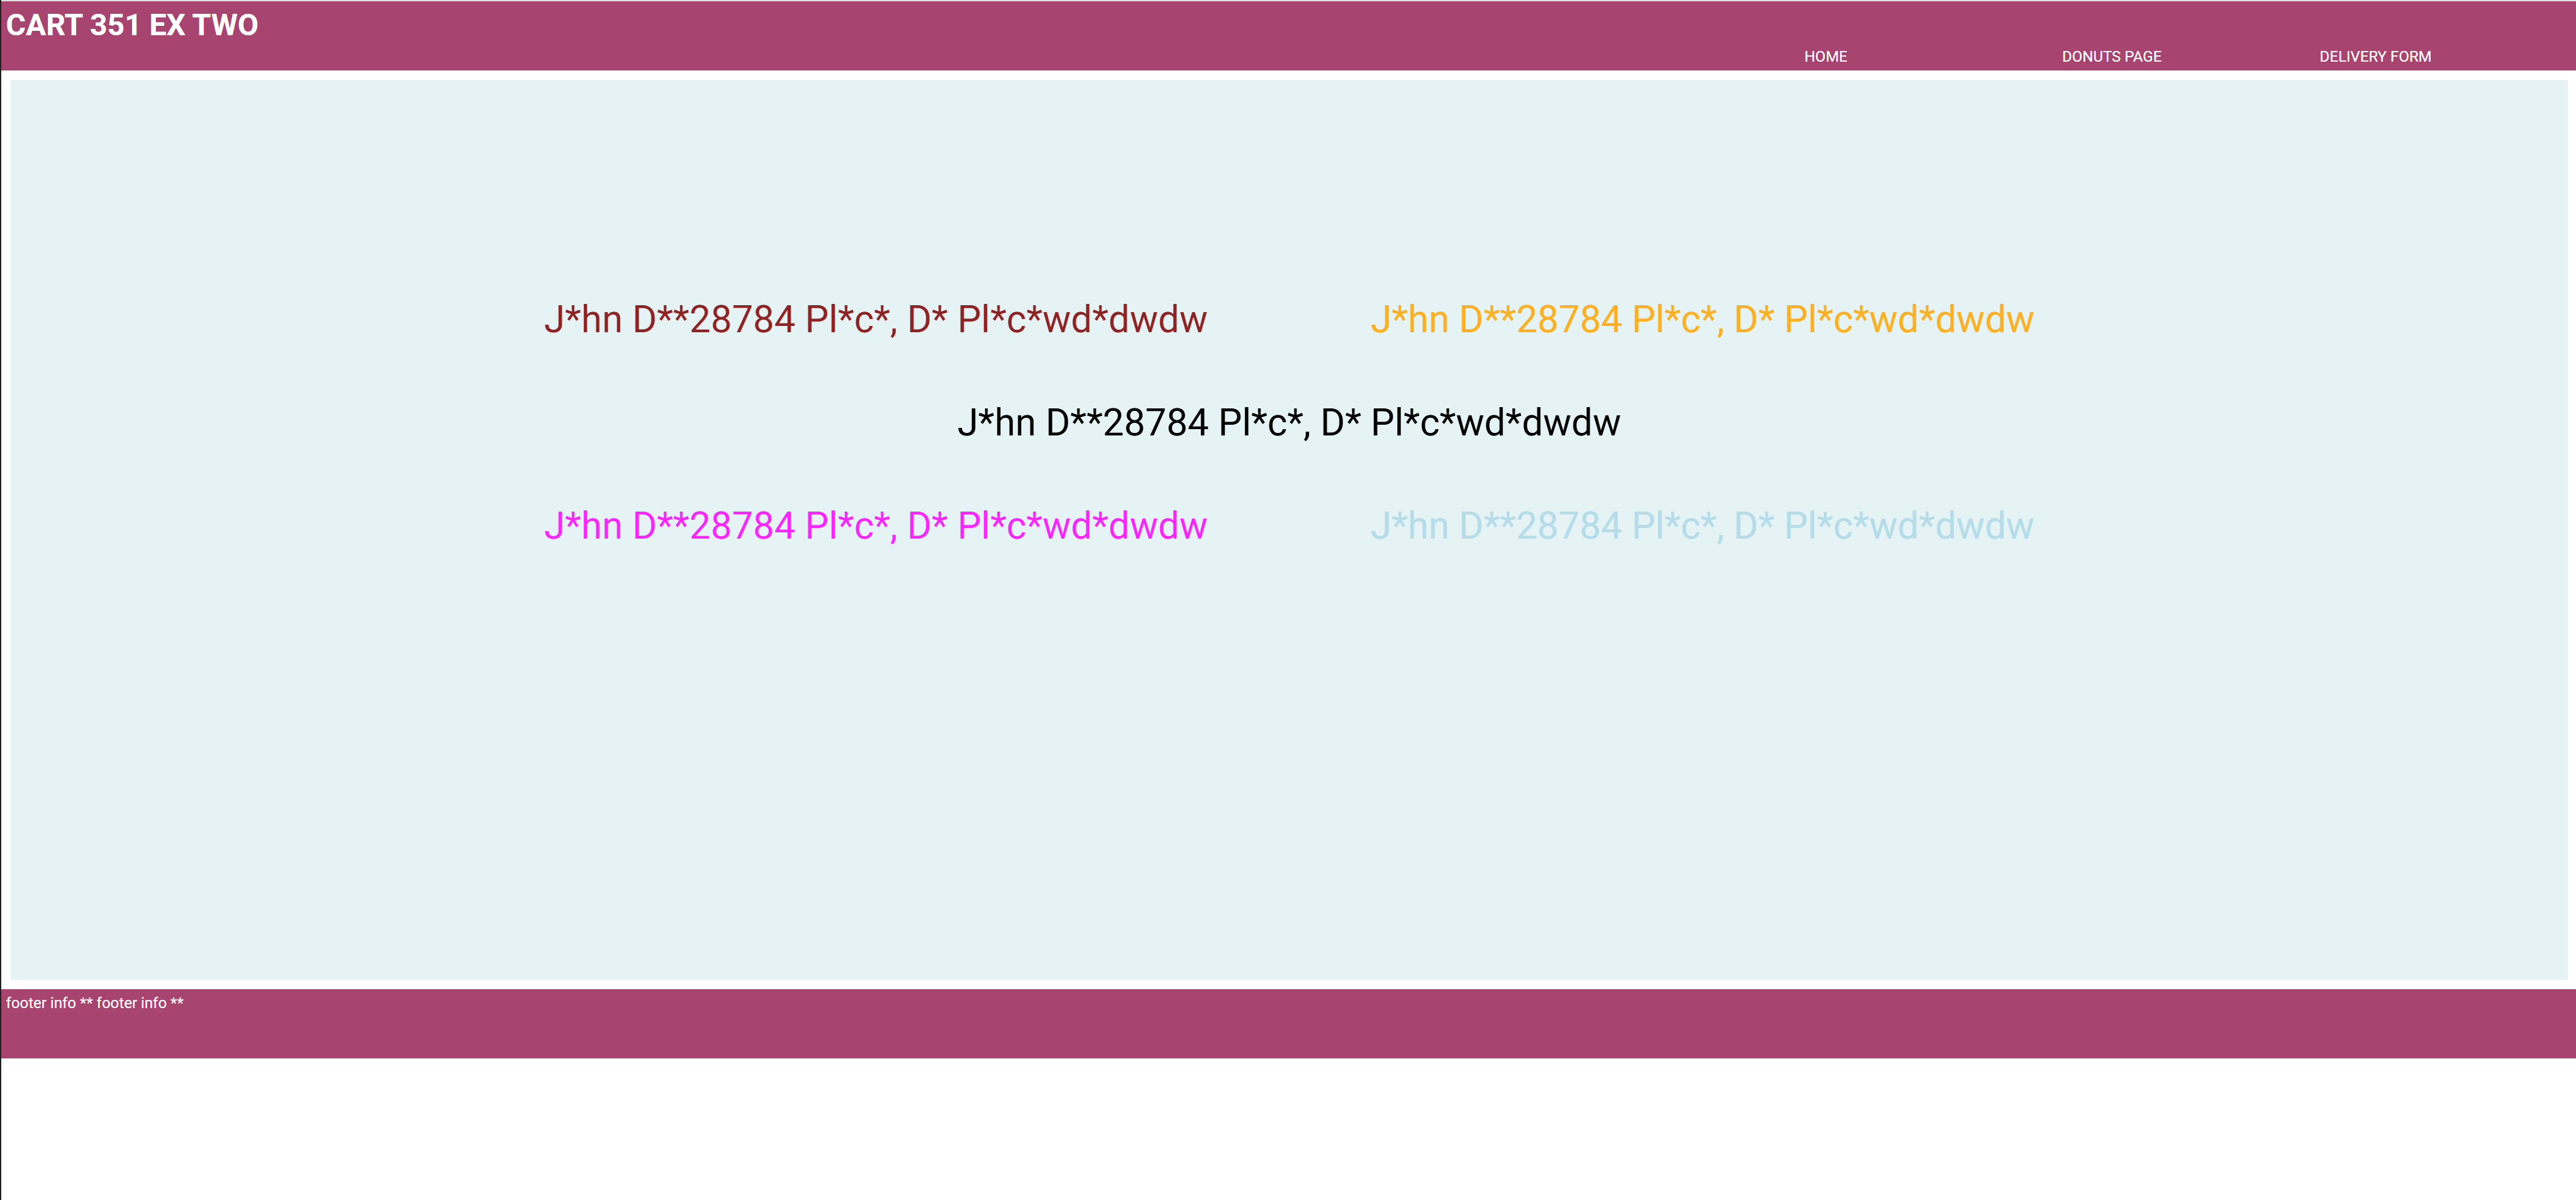 CART 351 EX TWO
HOME DONUTS PAGE DELIVERY FORM
J*hn D**28784 Pl*c*, D* Pl*c*wd*dwdw J*hn D**28784 Pl*c*, D* Pl*c*wd*dwdw
J*hn D**28784 Pl*c*, D* Pl*c*wd*dwdw
J*hn D**28784 Pl*c*, D* Pl*c*wd*dwdw J*hn D**28784 Pl*c*, D* Pl*c*wd*dwdw
footer info ** footer info **